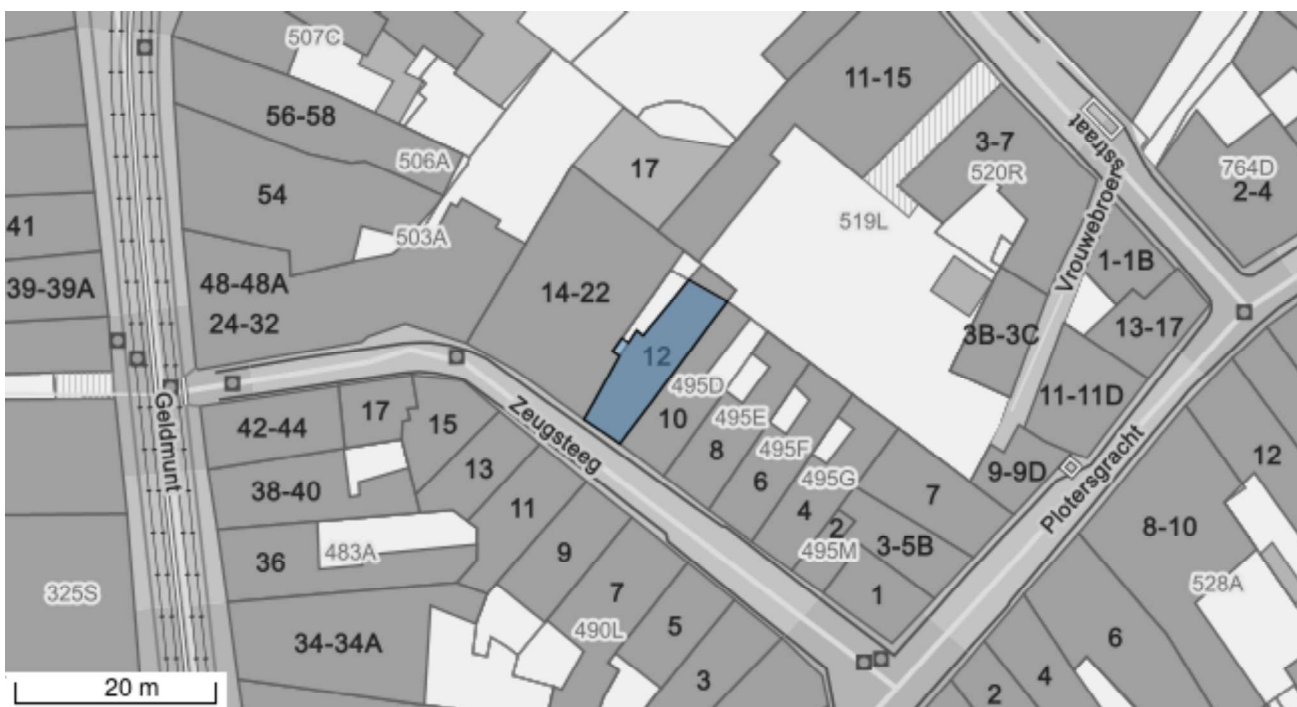 507C
11-15
56-58
3-7
Vrouwebroersstraat
506A
17
520R
764D
2-4
54
519L
41
503A
1-1B
39-39A
48-48A
14-22
24-32
3B-3C
13-17
12
495D
Geldmunt
42-44
17
15
Zeugsteeg
10
495E
11-11D
8
495F
13
38-40
6
495G
9-9D
Plotersgracht
12
11
4
7
8-10
2
3-5B
36
483A
9
495M
528A
325S
7
1
490L
5
6
34-34A
3
4
2
20 m